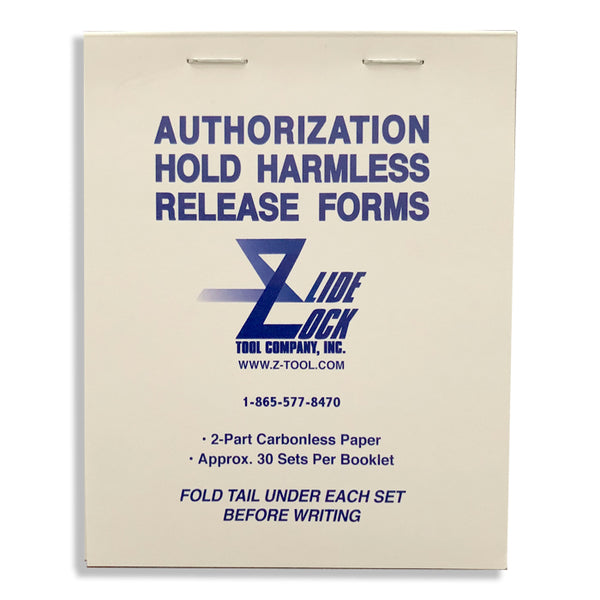 AUTHORIZATION
HOLD HARMLESS
RELEASE FORMS
ZLIDE
LOCK
TOOL COMPANY, INC.
WWW.Z-TOOL.COM
1-865-577-8470
· 2-Part Carbonless Paper
· Approx. 30 Sets Per Booklet
FOLD TAIL UNDER EACH SET
BEFORE WRITING